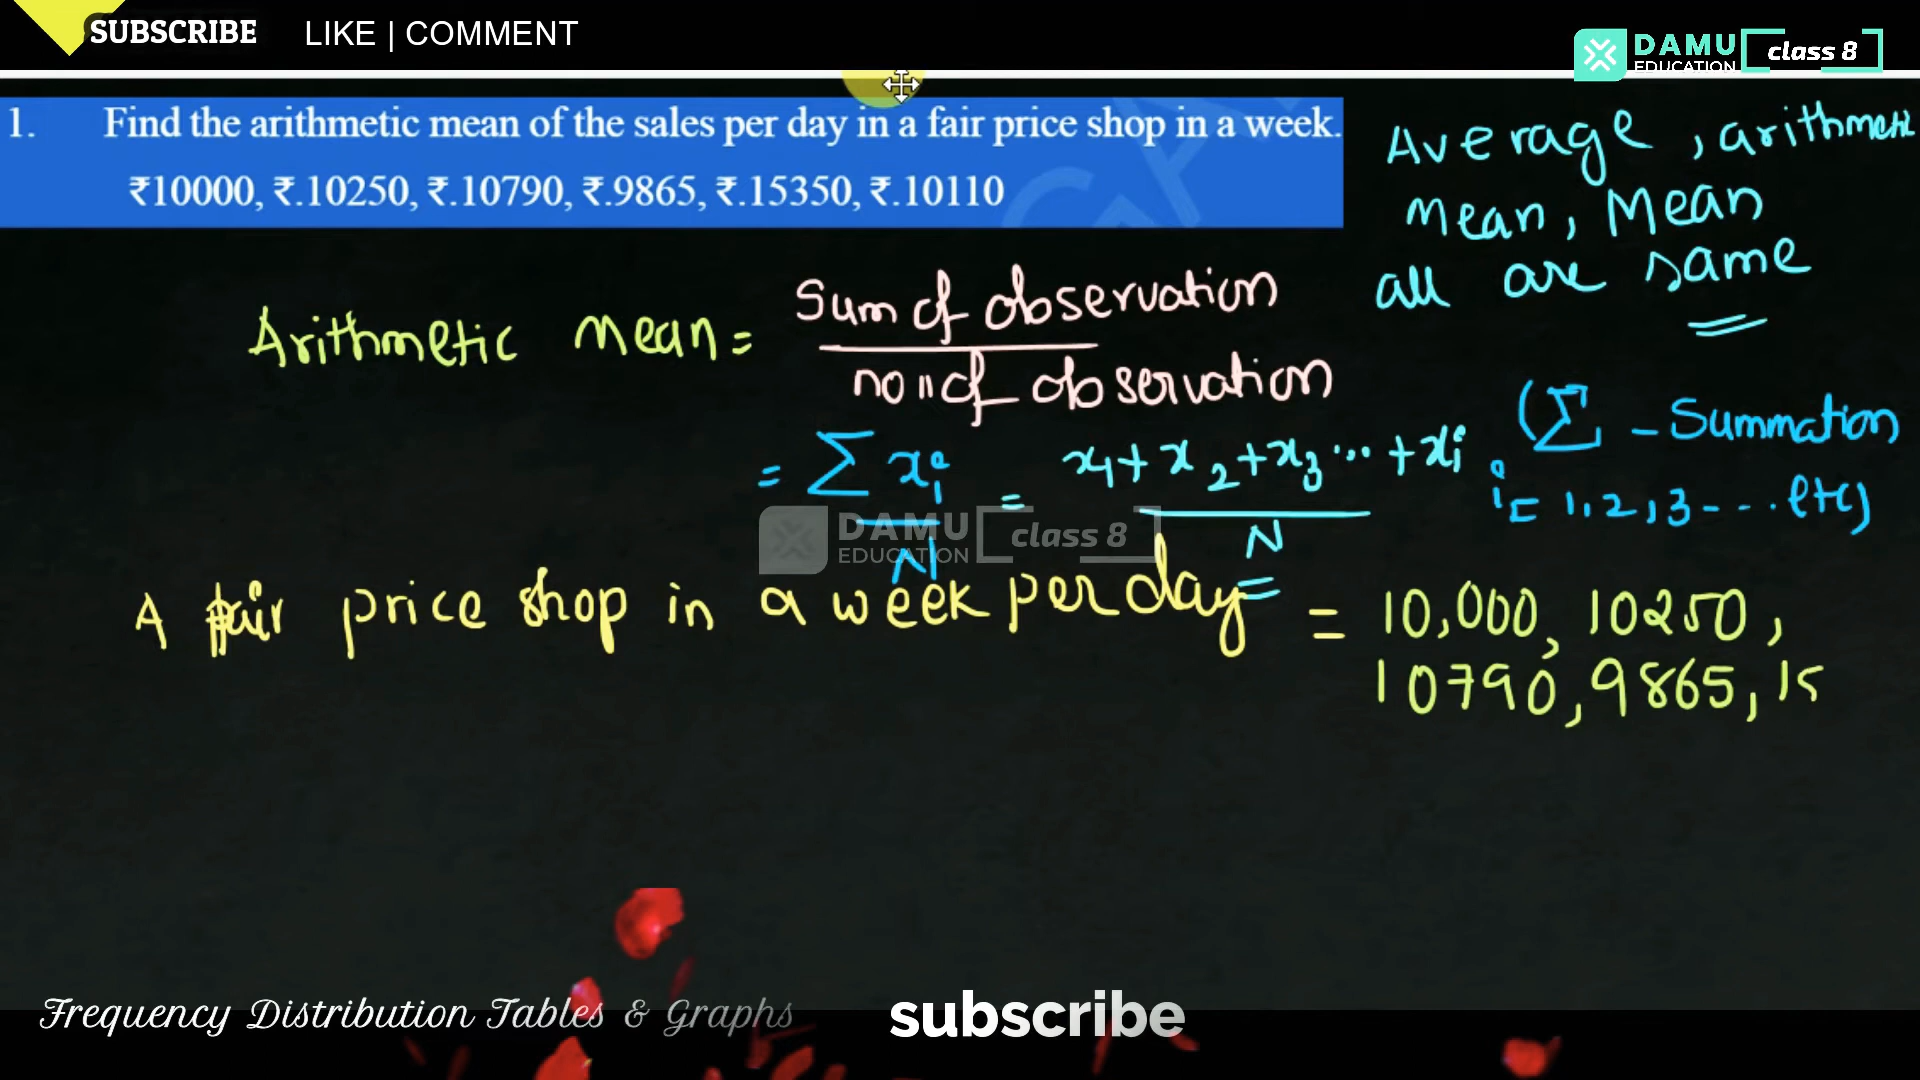 SUBSCRIBE LIKE | COMMENT
DAMU EDUCATION class 8
1. Find the arithmetic mean of the sales per day in a fair price shop in a week.
₹10000, ₹.10250, ₹.10790, ₹.9865, ₹.15350, ₹.10110
Average, arithmetic
mean, Mean
all are same
Arithmetic mean = Sum of observation
no" of observation
= Σ xi / N = x1 + x2 + x3 ... + xi / N
(Σ - Summation
i = 1, 2, 3 - - .. etc)
DAMU EDUCATION class 8
A fair price shop in a week per day = 10,000, 10250,
10790, 9865, 15
Frequency Distribution Tables & Graphs
subscribe